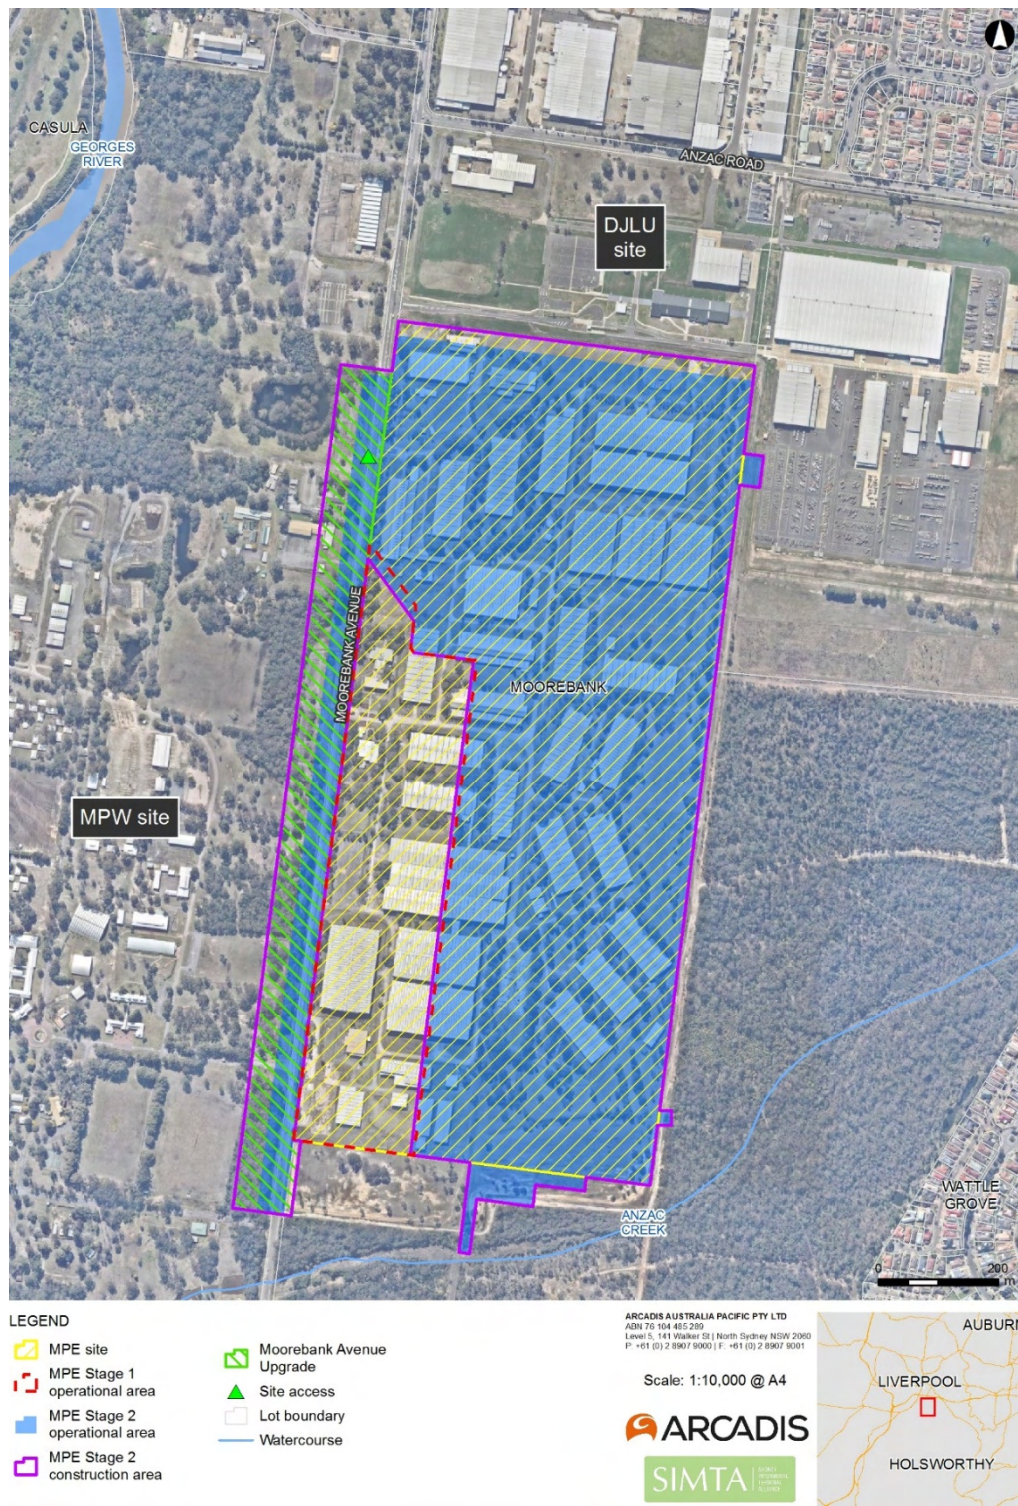 CASULA
GEORGES
RIVER
ANZAC ROAD
DJLU
site
MOOREBANK AVENUE
MOOREBANK
MPW site
WATTLE
GROVE
ANZAC
CREEK
0 200
m
LEGEND
MPE site
MPE Stage 1
operational area
MPE Stage 2
operational area
MPE Stage 2
construction area
Moorebank Avenue
Upgrade
Site access
Lot boundary
Watercourse
ARCADIS AUSTRALIA PACIFIC PTY LTD
ABN 76 104 485 289
Level 5, 141 Walker St | North Sydney NSW 2060
P: +61 (0) 2 8907 9000 | F: +61 (0) 2 8907 9001
Scale: 1:10,000 @ A4
ARCADIS
SIMTA
AUBURN
LIVERPOOL
HOLSWORTHY